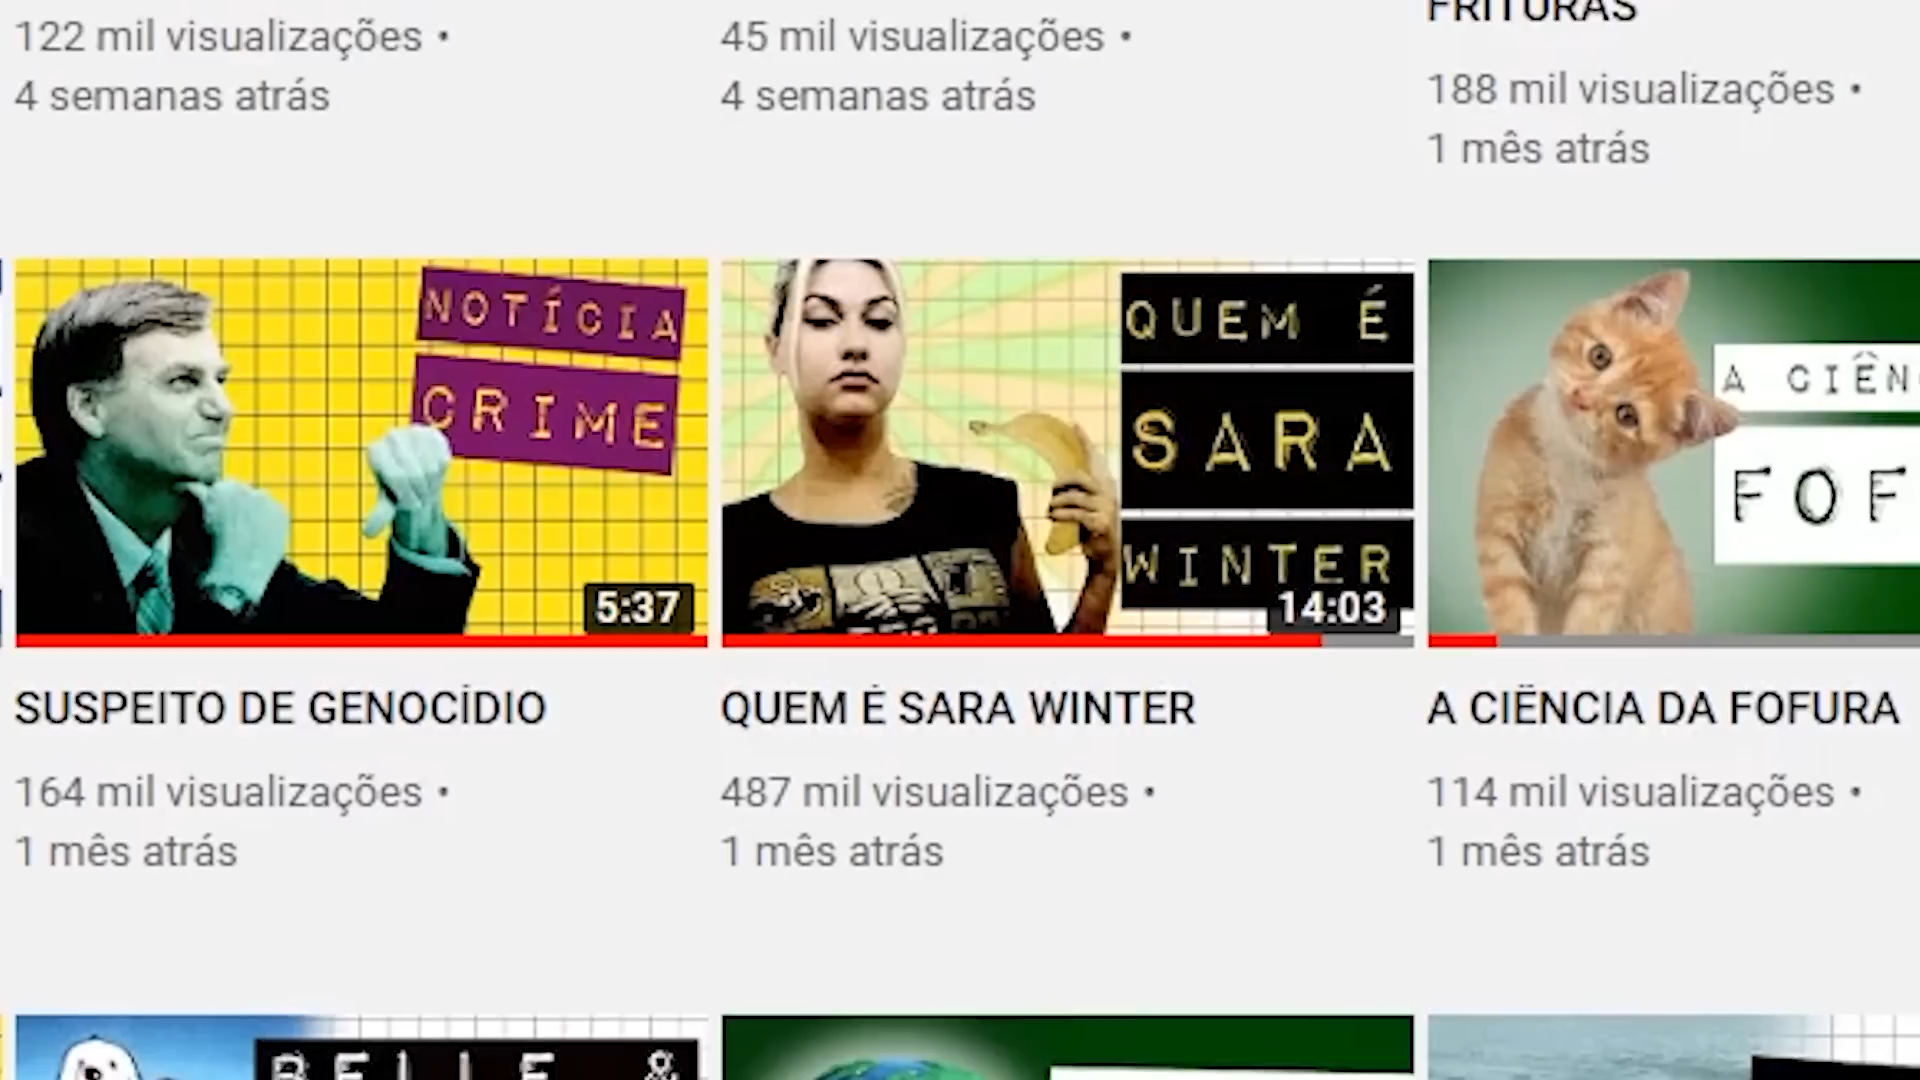 FRITURAS
122 mil visualizações •
4 semanas atrás
45 mil visualizações •
4 semanas atrás
188 mil visualizações •
1 mês atrás
NOTÍCIA
CRIME
5:37
QUEM É
SARA
WINTER
14:03
A CIÊN
FOF
SUSPEITO DE GENOCÍDIO
164 mil visualizações •
1 mês atrás
QUEM É SARA WINTER
487 mil visualizações •
1 mês atrás
A CIÊNCIA DA FOFURA
114 mil visualizações •
1 mês atrás
BELLE &